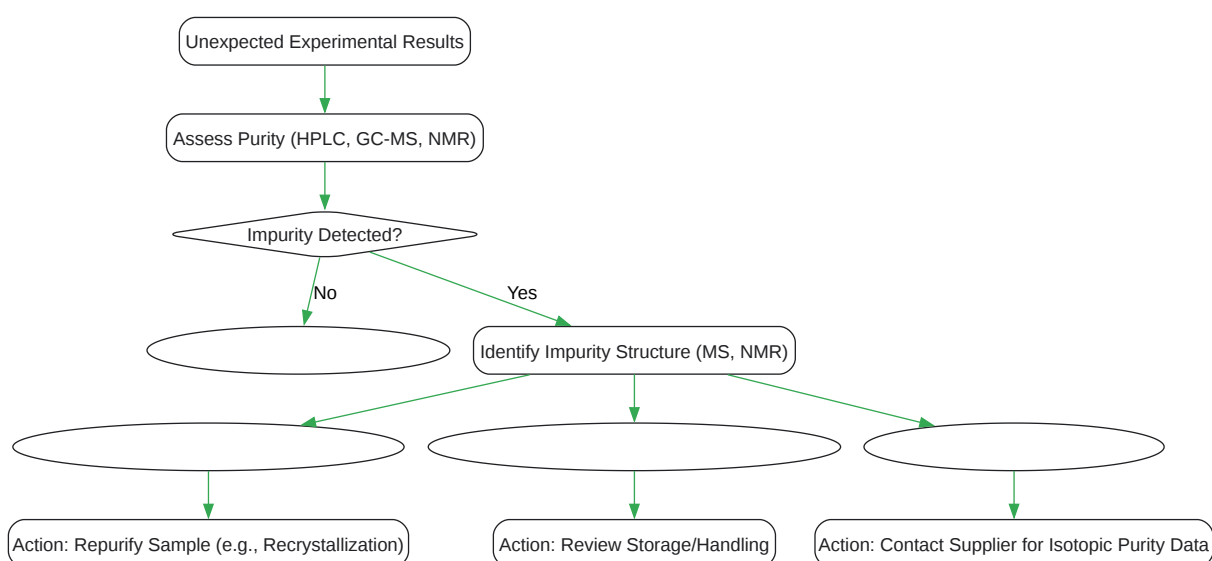 Unexpected Experimental Results
Assess Purity (HPLC, GC-MS, NMR)
Impurity Detected?
No
Yes
Identify Impurity Structure (MS, NMR)
Action: Repurify Sample (e.g., Recrystallization)
Action: Review Storage/Handling
Action: Contact Supplier for Isotopic Purity Data